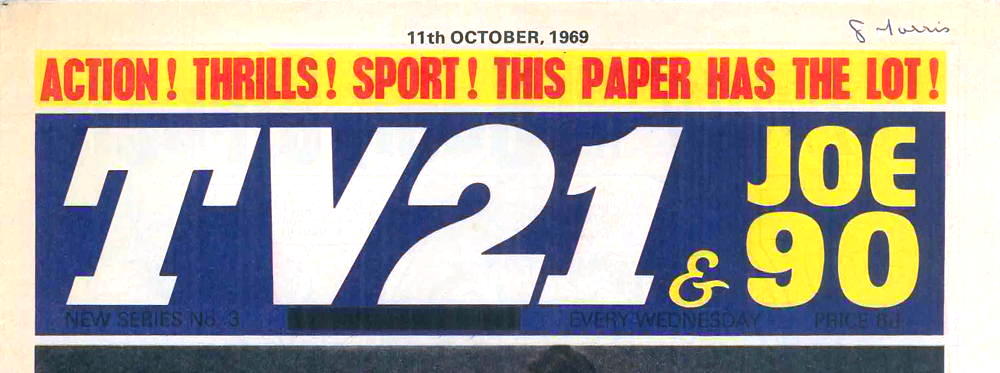 11th OCTOBER, 1969
ACTION! THRILLS! SPORT! THIS PAPER HAS THE LOT!
TV21 & JOE 90
NEW SERIES No. 3 EVERY WEDNESDAY PRICE